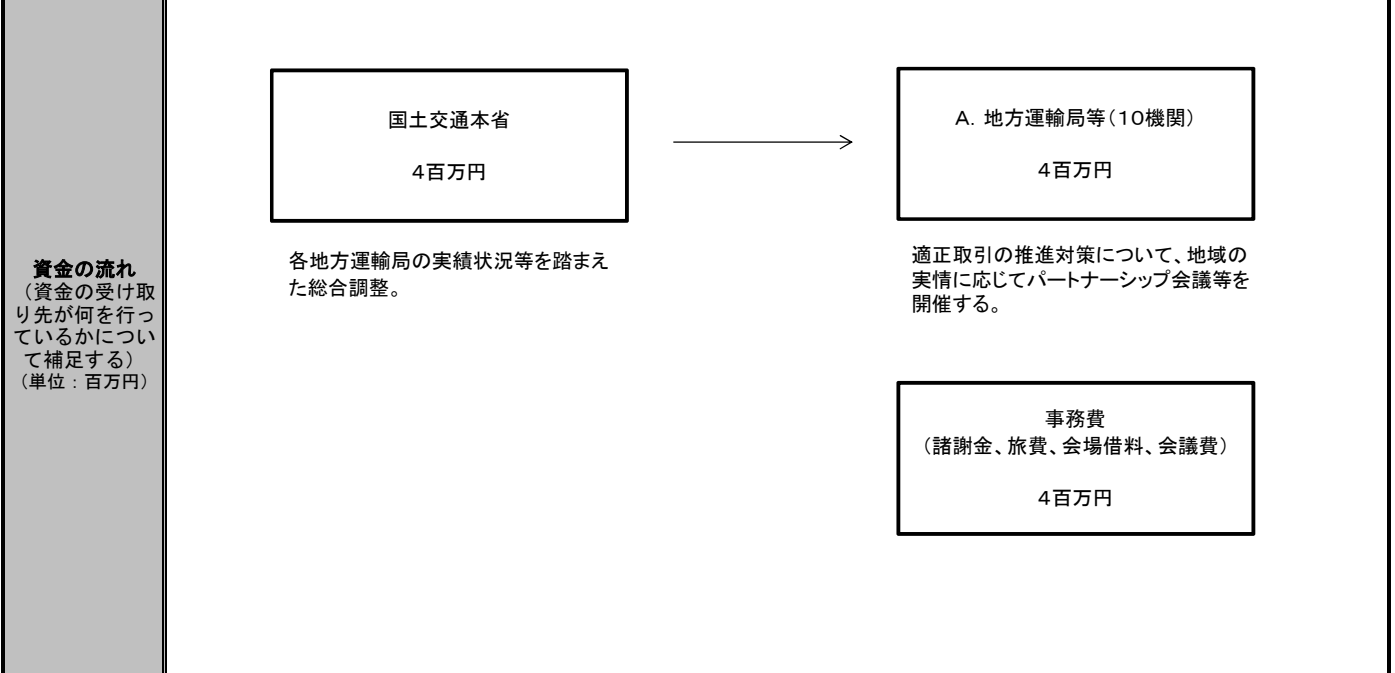 資金の流れ
（資金の受け取
り先が何を行っ
ているかについ
て補足する）
（単位：百万円）
国土交通本省
４百万円
各地方運輸局の実績状況等を踏まえ
た総合調整。
Ａ．地方運輸局等（１０機関）
４百万円
適正取引の推進対策について、地域の
実情に応じてパートナーシップ会議等を
開催する。
事務費
（諸謝金、旅費、会場借料、会議費）
４百万円